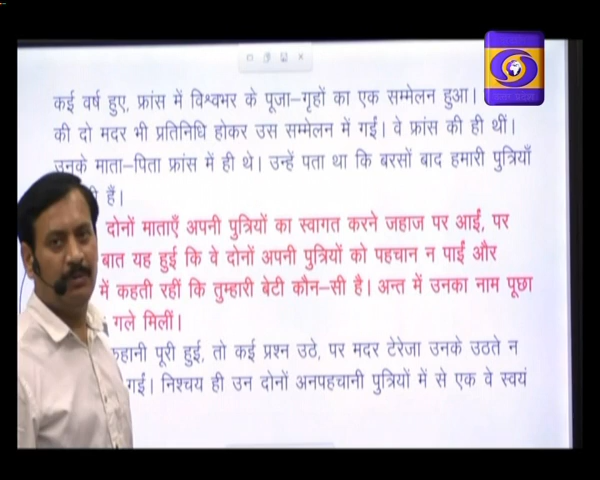 कई वर्ष हुए, फ्रांस में विश्वभर के पूजा–गृहों का एक सम्मेलन हुआ।
की दो मदर भी प्रतिनिधि होकर उस सम्मेलन में गईं। वे फ्रांस की ही थीं।
उनके माता–पिता फ्रांस में ही थे। उन्हें पता था कि बरसों बाद हमारी पुत्रियाँ
हैं।
दोनों माताएँ अपनी पुत्रियों का स्वागत करने जहाज पर आईं, पर
बात यह हुई कि वे दोनों अपनी पुत्रियों को पहचान न पाईं और
में कहती रहीं कि तुम्हारी बेटी कौन–सी है। अन्त में उनका नाम पूछा
गले मिलीं।
कहानी पूरी हुई, तो कई प्रश्न उठे, पर मदर टेरेजा उनके उठते न
गईं। निश्चय ही उन दोनों अनपहचानी पुत्रियों में से एक वे स्वयं